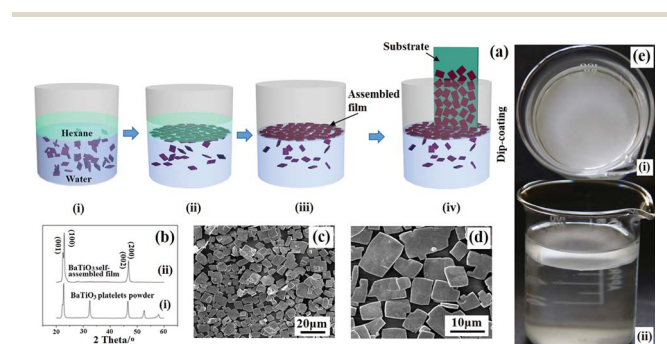 Substrate
(a)
Assembled
film
Hexane
Water
(i)
(ii)
(iii)
(iv)
Dip-coating
(e)
(i)
(ii)
(b)
(001)
(100)
(002)
(200)
BaTiO3 self-
assembled film
(ii)
BaTiO3 platelets powder
(i)
20 30 40 50 60
2 Theta/o
(c)
20μm
(d)
10μm